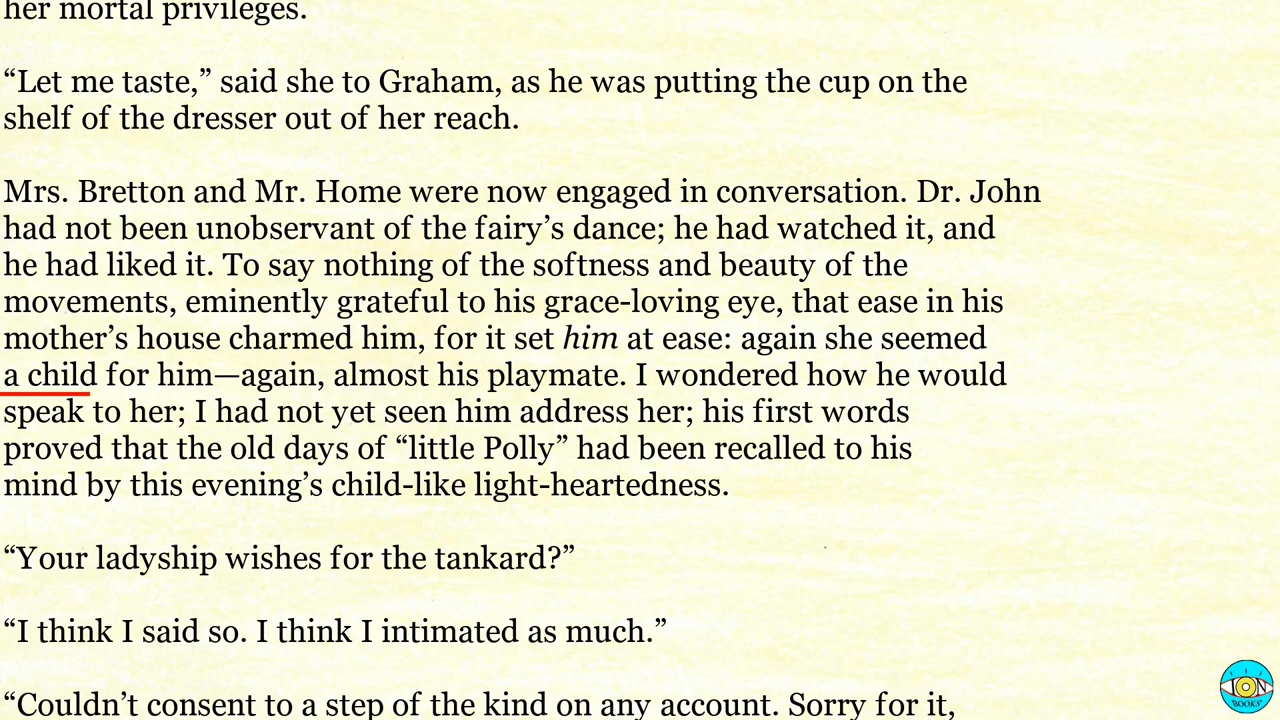 her mortal privileges.
“Let me taste,” said she to Graham, as he was putting the cup on the
shelf of the dresser out of her reach.
Mrs. Bretton and Mr. Home were now engaged in conversation. Dr. John
had not been unobservant of the fairy’s dance; he had watched it, and
he had liked it. To say nothing of the softness and beauty of the
movements, eminently grateful to his grace-loving eye, that ease in his
mother’s house charmed him, for it set him at ease: again she seemed
a child for him—again, almost his playmate. I wondered how he would
speak to her; I had not yet seen him address her; his first words
proved that the old days of “little Polly” had been recalled to his
mind by this evening’s child-like light-heartedness.
“Your ladyship wishes for the tankard?”
“I think I said so. I think I intimated as much.”
“Couldn’t consent to a step of the kind on any account. Sorry for it,
ION
BOOKS